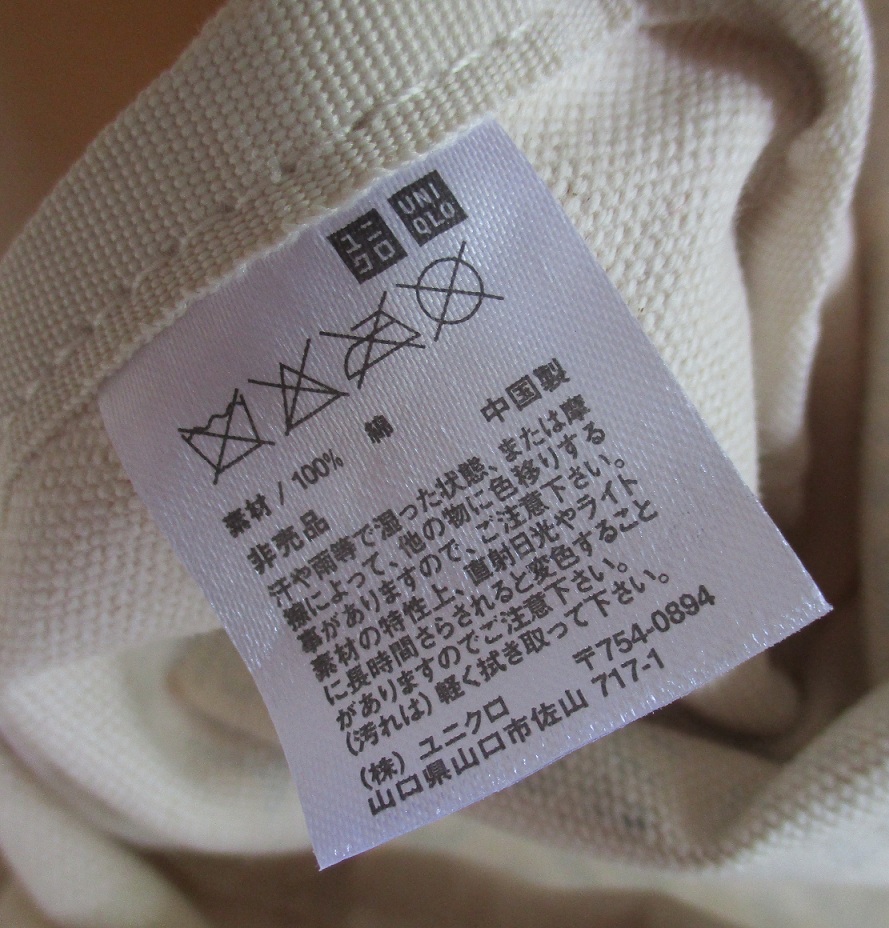 ユニ
クロ
UNI
QLO
素材 / 100% 綿 中国製
非売品
汗や雨等で湿った状態、または摩
擦によって、他の物に色移りする
事がありますので、ご注意下さい。
素材の特性上、直射日光やライト
に長時間さらされると変色すること
がありますのでご注意下さい。
(汚れは) 軽く拭き取って下さい。
(株) ユニクロ 〒754-0894
山口県山口市佐山 717-1